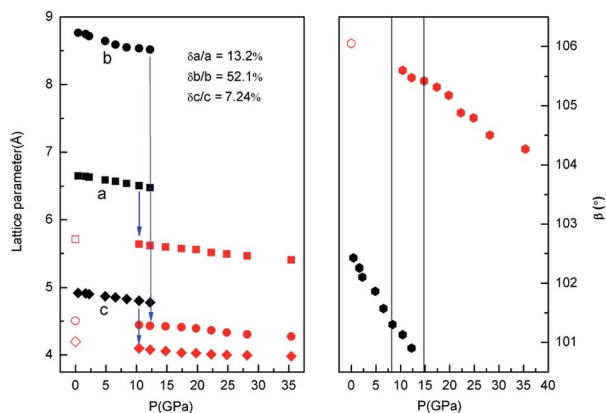 9
8
7
6
5
4
Lattice parameter(Å)
b
a
c
δa/a = 13.2%
δb/b = 52.1%
δc/c = 7.24%
0 5 10 15 20 25 30 35
P(GPa)
106
105
104
103
102
101
β (°)
0 5 10 15 20 25 30 35 40
P(GPa)